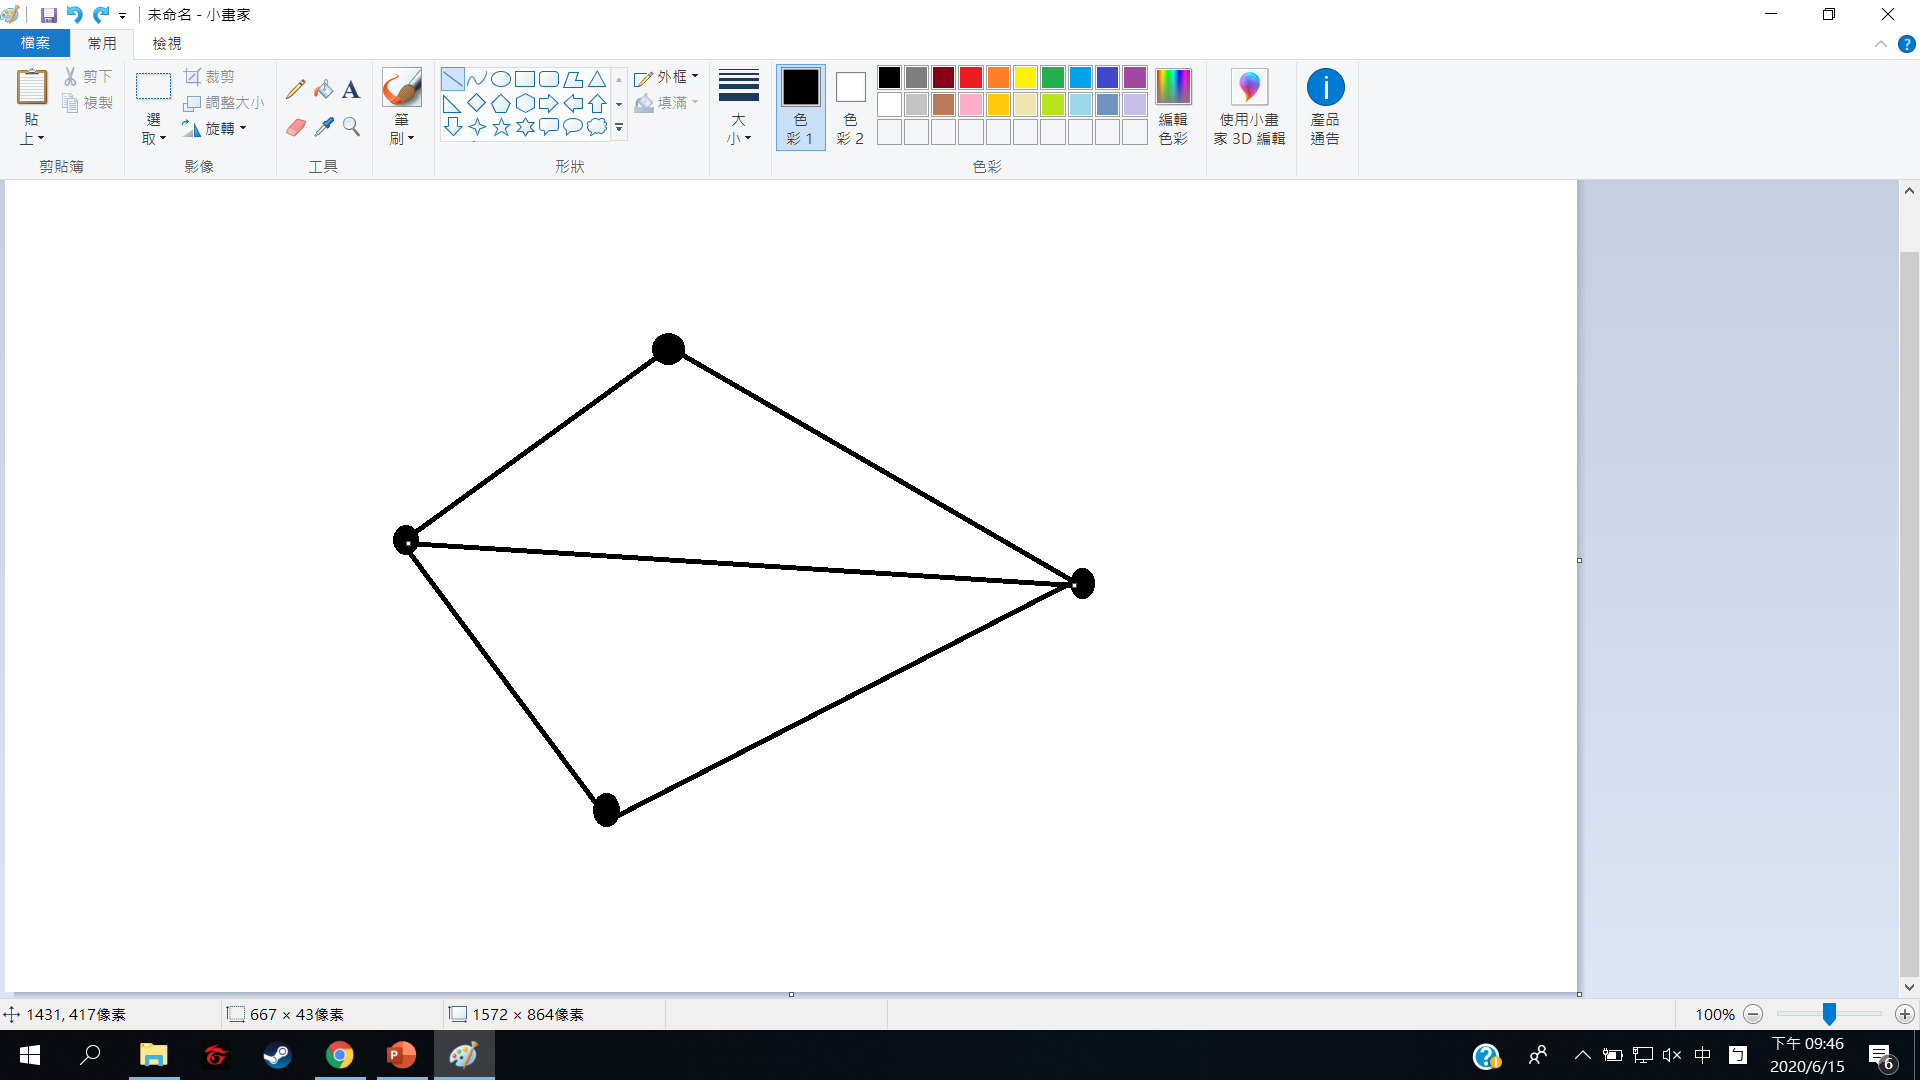 未命名 - 小畫家
檔案 常用 檢視
?
貼上
剪下
複製
選取
裁剪
調整大小
旋轉
A
筆刷
外框
填滿
大小
色彩 1
色彩 2
編輯色彩
使用小畫家 3D 編輯
產品通告
剪貼簿 影像 工具 形狀 色彩
1431, 417像素 667 × 43像素 1572 × 864像素 100%
中
下午 09:46
2020/6/15
6